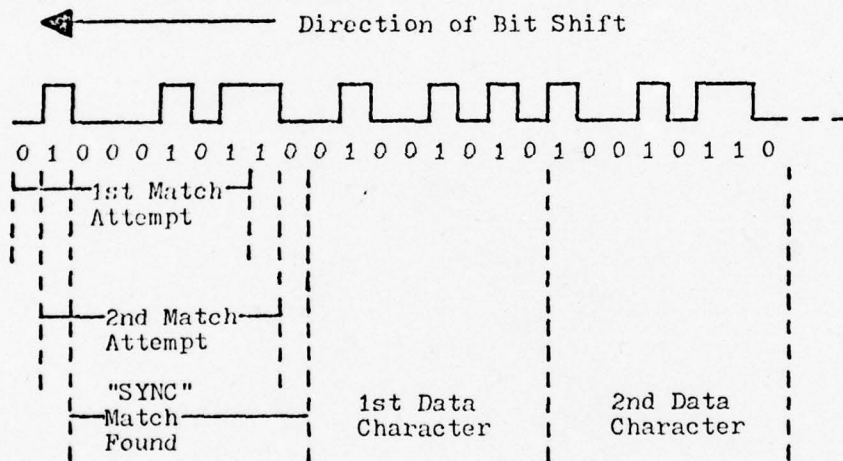 Direction of Bit Shift
0 1 0 0 0 1 0 1 1 0 0 1 0 0 1 0 1 0 1 0 0 1 0 1 1 0
1st Match
Attempt
2nd Match
Attempt
"SYNC"
Match
Found
1st Data
Character
2nd Data
Character